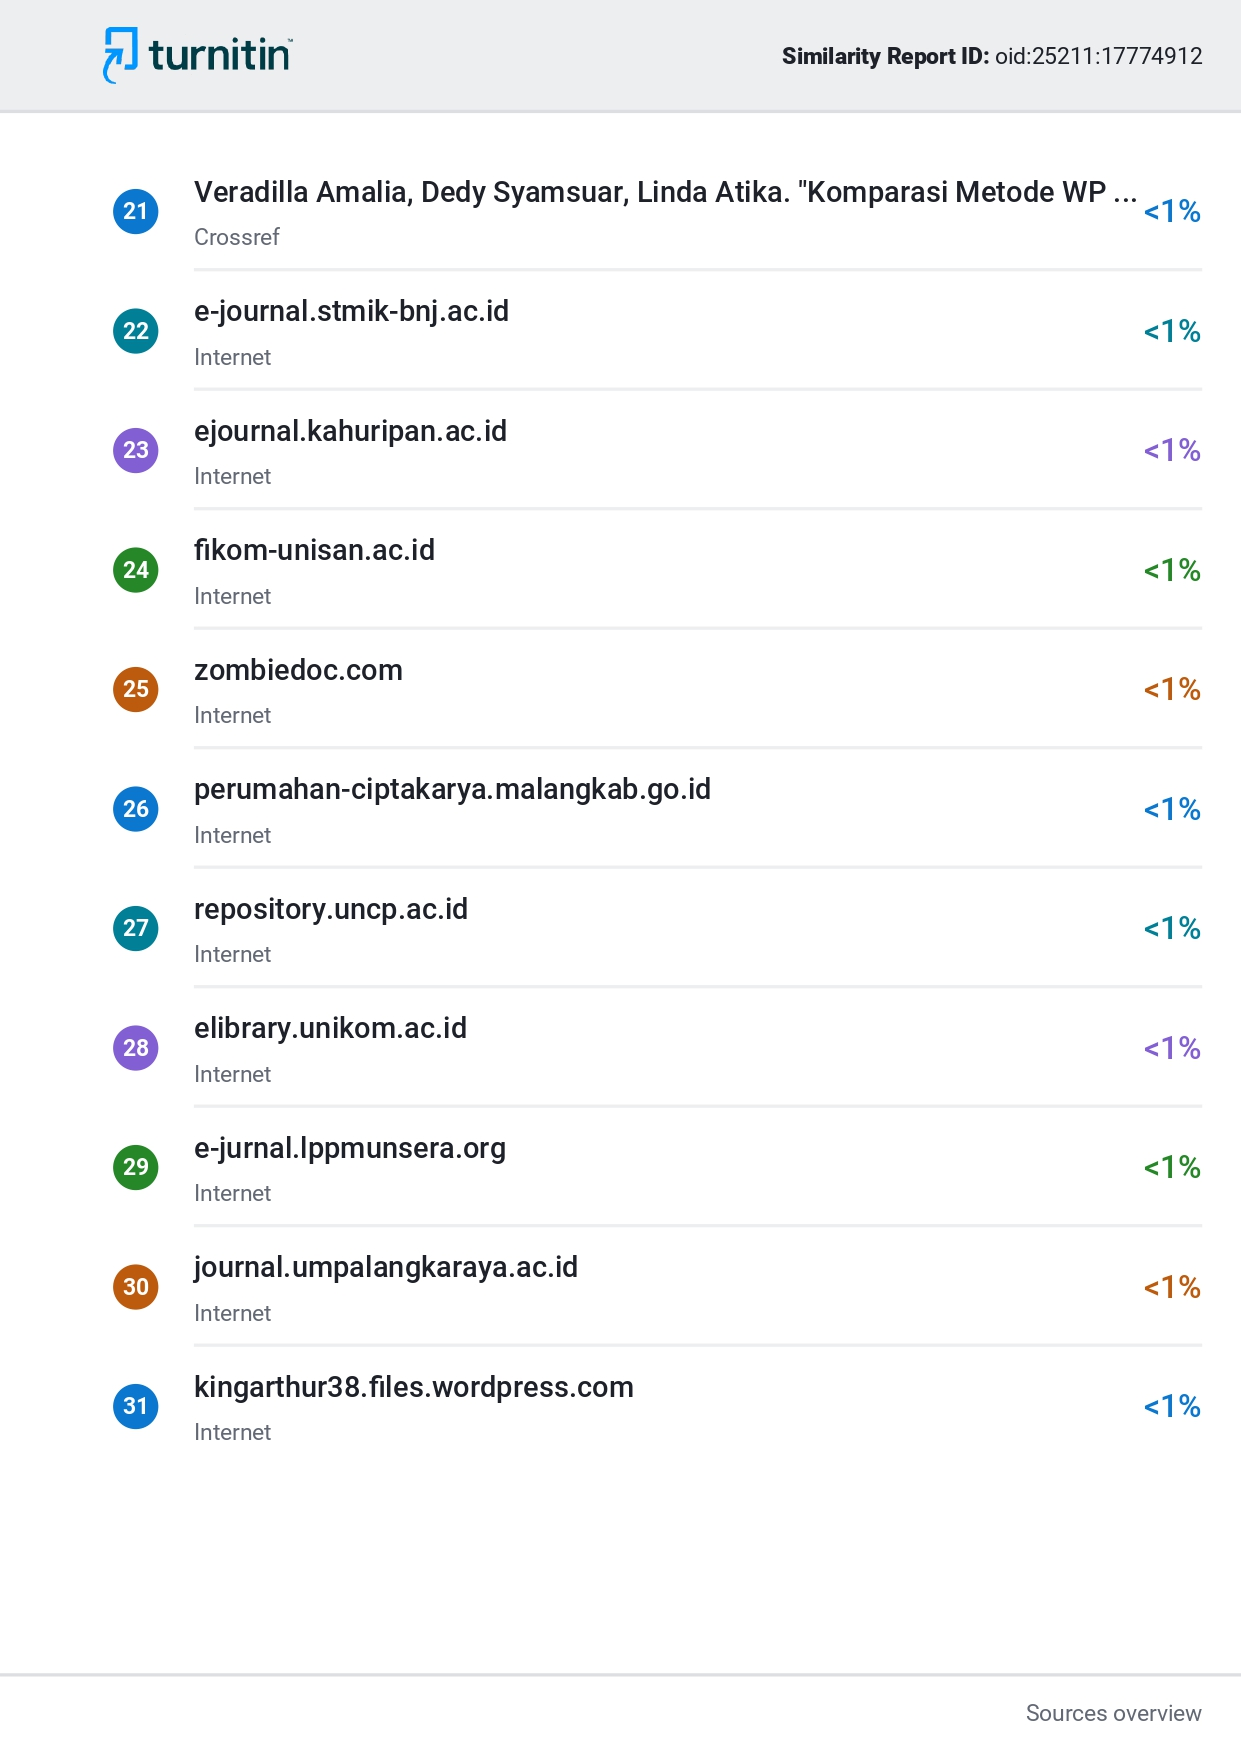 turnitin™
Similarity Report ID: oid:25211:17774912
21
Veradilla Amalia, Dedy Syamsuar, Linda Atika. "Komparasi Metode WP ...
<1%
Crossref
22
e-journal.stmik-bnj.ac.id
<1%
Internet
23
ejournal.kahuripan.ac.id
<1%
Internet
24
fikom-unisan.ac.id
<1%
Internet
25
zombiedoc.com
<1%
Internet
26
perumahan-ciptakarya.malangkab.go.id
<1%
Internet
27
repository.uncp.ac.id
<1%
Internet
28
elibrary.unikom.ac.id
<1%
Internet
29
e-jurnal.lppmunsera.org
<1%
Internet
30
journal.umpalangkaraya.ac.id
<1%
Internet
31
kingarthur38.files.wordpress.com
<1%
Internet
Sources overview